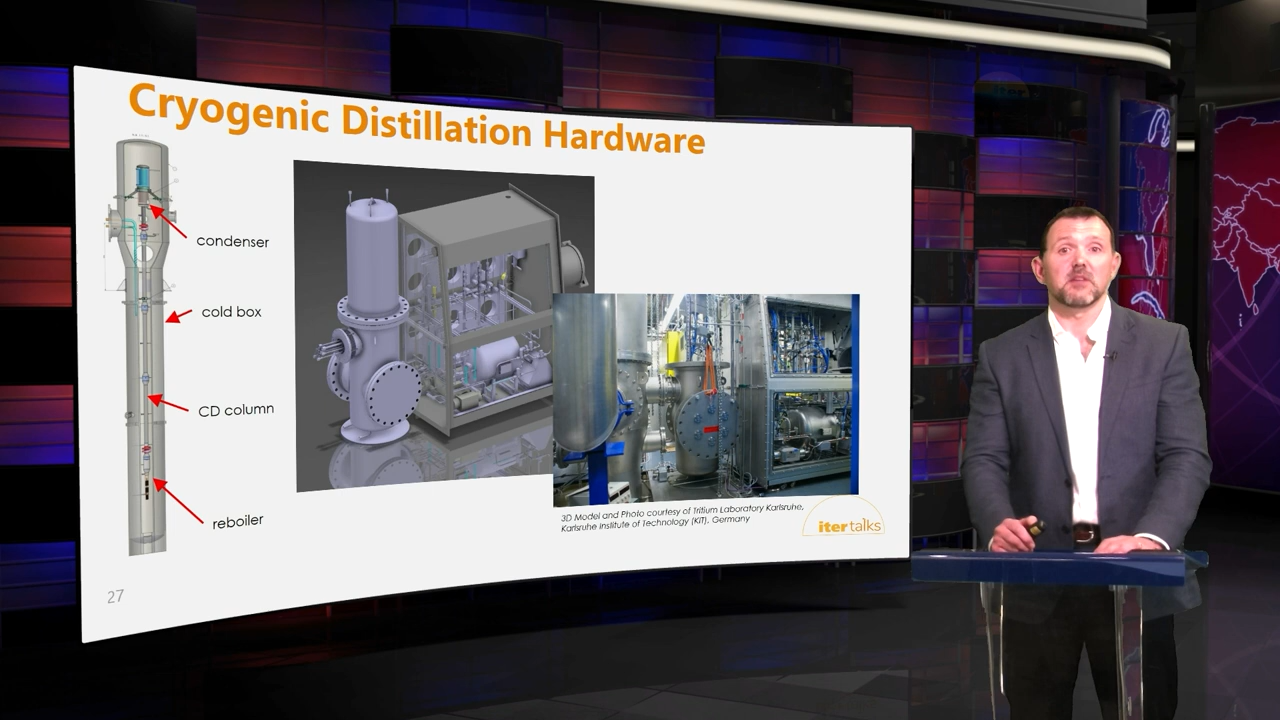 Cryogenic Distillation Hardware
condenser
cold box
CD column
reboiler
3D Model and Photo courtesy of Tritium Laboratory Karlsruhe,
Karlsruhe Institute of Technology (KIT), Germany
iter talks
27